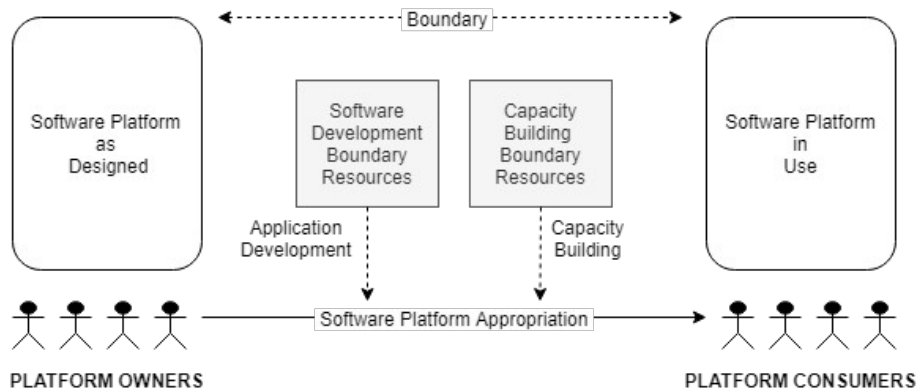 Boundary
Software Platform
as
Designed
Software
Development
Boundary
Resources
Capacity
Building
Boundary
Resources
Software Platform
in
Use
Application
Development
Capacity
Building
Software Platform Appropriation
PLATFORM OWNERS
PLATFORM CONSUMERS